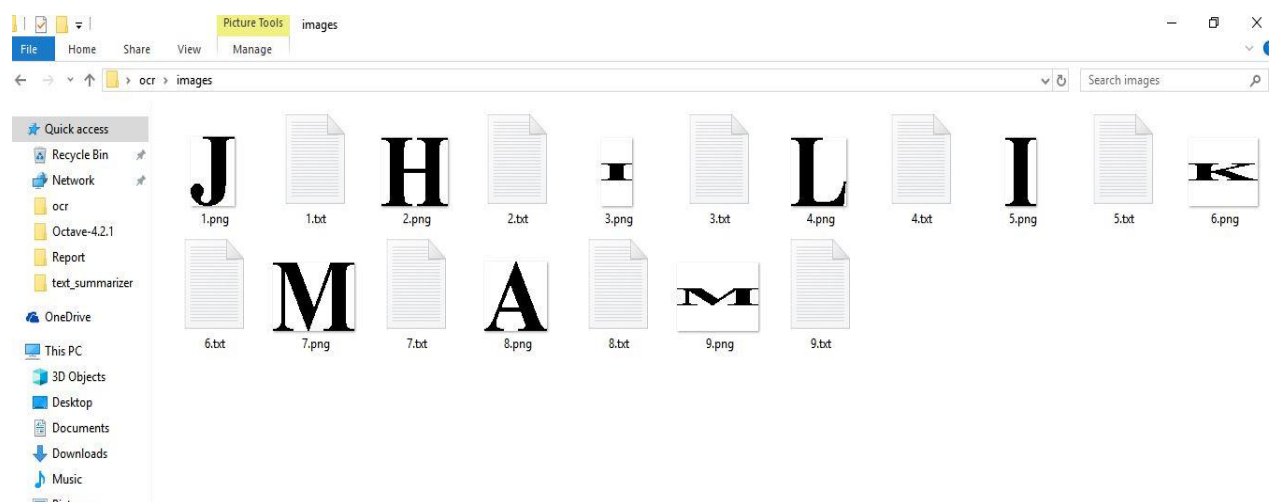 Picture Tools images
File Home Share View Manage
ocr images
Search images
Quick access
Recycle Bin
Network
ocr
Octave-4.2.1
Report
text_summarizer
OneDrive
This PC
3D Objects
Desktop
Documents
Downloads
Music
J H I L I K
1.png 1.txt 2.png 2.txt 3.png 3.txt 4.png 4.txt 5.png 5.txt 6.png
M A M
6.txt 7.png 7.txt 8.png 8.txt 9.png 9.txt